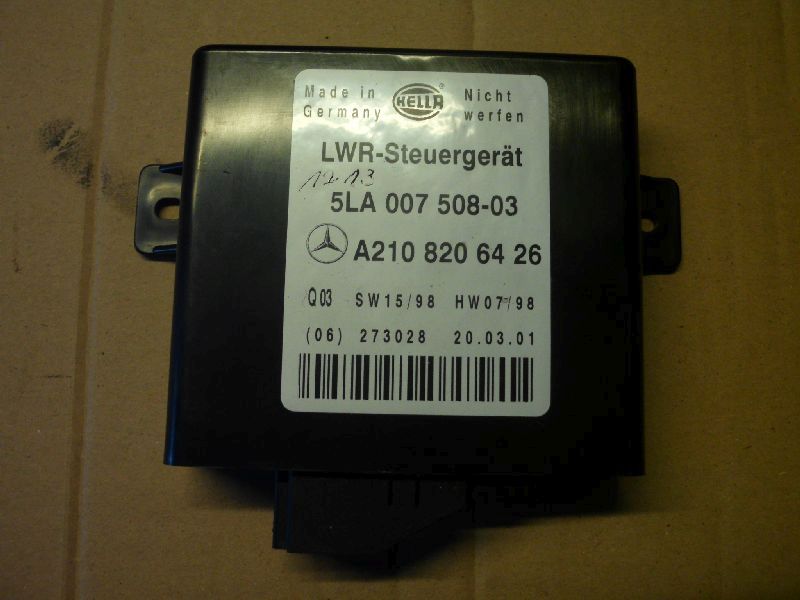 Made in
Germany
HELLA
®
Nicht
werfen
LWR-Steuergerät
5LA 007 508-03
A210 820 64 26
Q03 SW15/98 HW07/98
(06) 273028 20.03.01